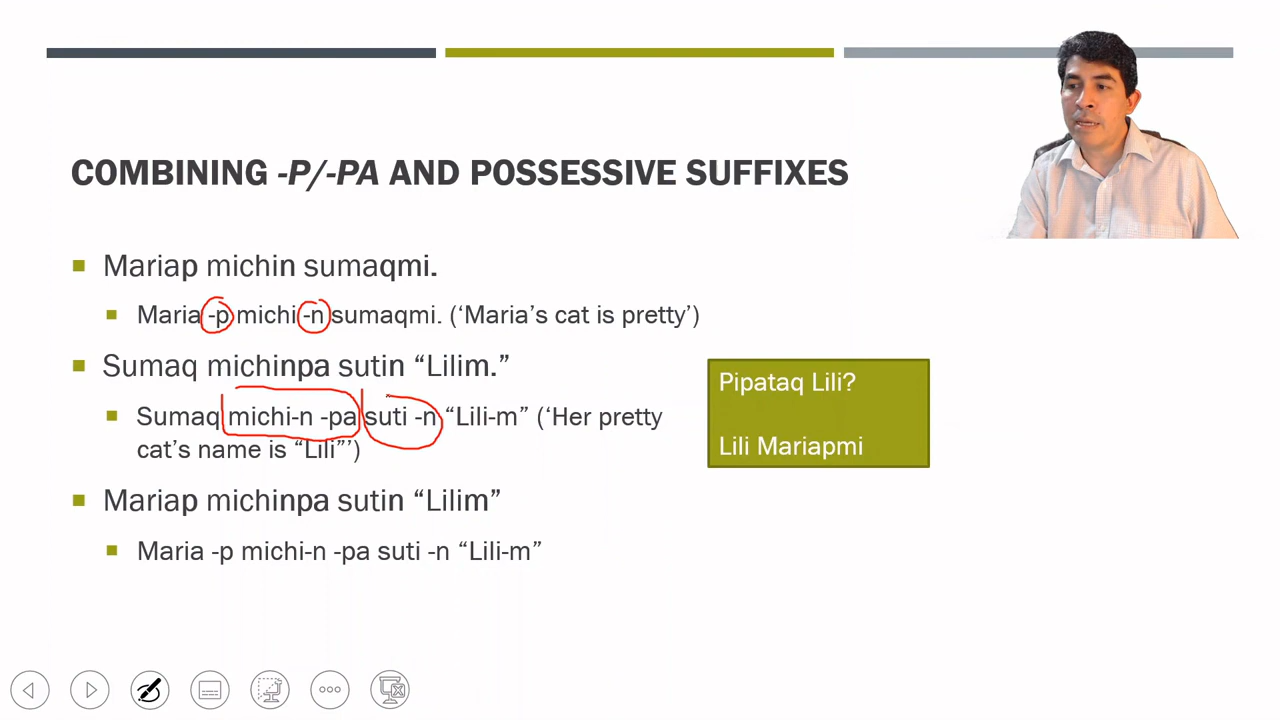 COMBINING -P/-PA AND POSSESSIVE SUFFIXES
Mariap michin sumaqmi.
Maria -p michi -n sumaqmi. (‘Maria’s cat is pretty’)
Sumaq michinpa sutin “Lilim.”
Sumaq michi-n -pa suti -n “Lili-m” (‘Her pretty
cat’s name is “Lili”’)
Pipataq Lili?
Lili Mariapmi
Mariap michinpa sutin “Lilim”
Maria -p michi-n -pa suti -n “Lili-m”